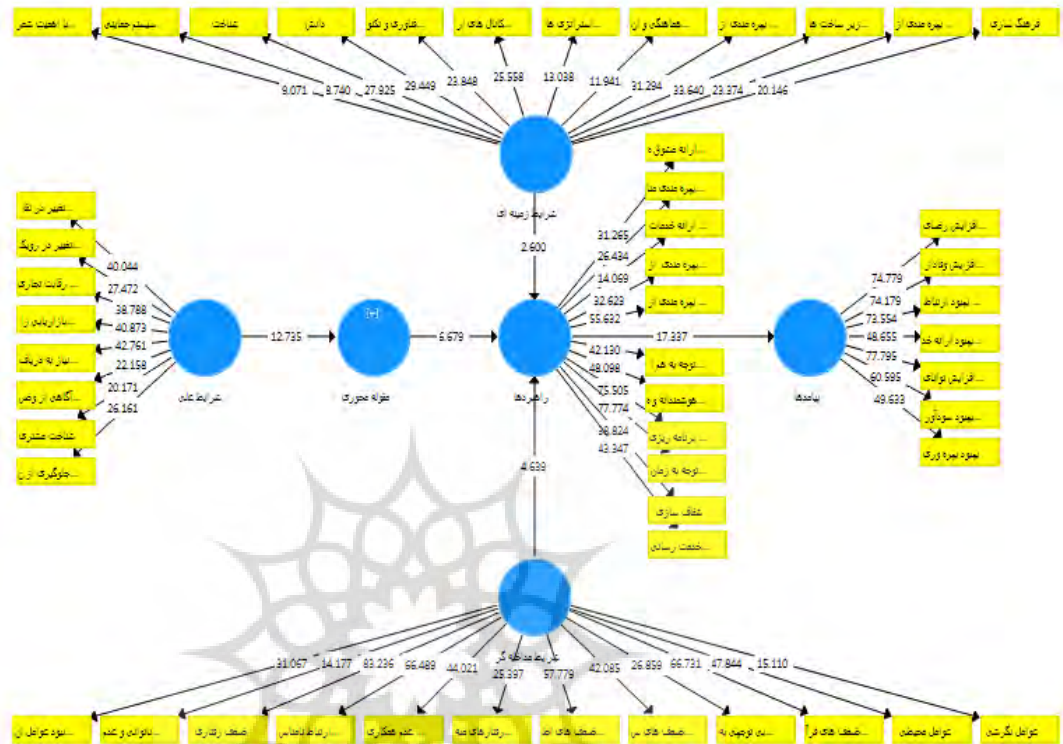 ...با اهمیت شمر
...سیستم حمایتی
شناخت
دانش
...فناوری و تکنو
...کانال های ار
...استراتژی ها
...هماهنگی و ان
...بهره مندی از
...زیر ساخت ها
...بهره مندی از
فرهنگ سازی
9.071
8.740
27.925
29.449
23.848
25.558
13.038
11.941
31.294
33.640
23.374
20.146
شرایط زمینه ای
2.600
...تغییر در تقا
...تغییر در رویک
...رقابت تجاری
...بازاریابی را
...نیاز به دریاف
...آگاهی از وض
شناخت مشتری
...جلوگیری از ن
40.044
27.472
38.788
40.873
42.761
22.158
20.171
26.161
شرایط علی
12.735
[+]
مقوله محوری
6.679
راهبردها
...ارائه مشوق ه
...بهره مندی منا
...ارائه خدمات
...بهره مندی از
...بهره مندی از
...توجه به هم ا
...هوشمندانه و ه
...برنامه ریزی
...توجه به زمان
شفاف سازی
...خدمت رسانی
31.265
26.434
14.069
32.623
55.632
42.130
48.098
75.505
77.774
43.347
17.337
پیامدها
...افزایش رضای
...افزایش وفادار
...بهبود ارتباط
...بهبود ارائه خد
...افزایش توانای
...بهبود سودآور
بهبود بهره وری
74.779
74.179
73.554
48.655
77.795
60.595
49.633
4.639
شرایط مداخله گر
31.067
14.177
83.236
66.489
44.021
25.397
57.779
42.085
26.859
66.731
47.844
15.110
...نبود عوامل ان
...ناتوانی و عدم
ضعف رفتاری
...ارتباط نامناس
...عدم همکاری
...رفتارهای
...ضعف های
...ضعف های س
...بی توجهی به
...ضعف های فرآ
عوامل محیطی
عوامل نگرشی